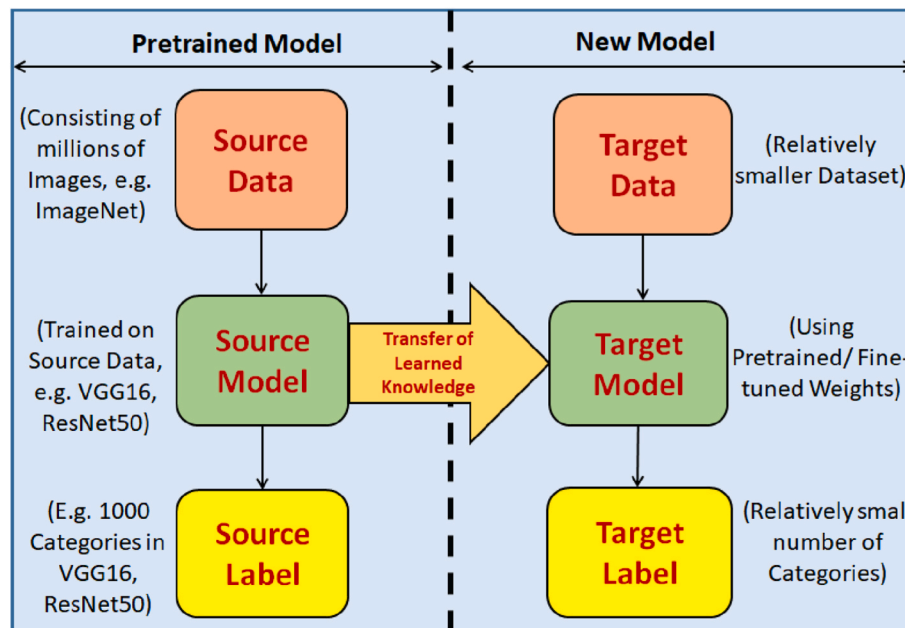 Pretrained Model
New Model
(Consisting of
millions of
Images, e.g.
ImageNet)
Source
Data
Target
Data
(Relatively
smaller Dataset)
(Trained on
Source Data,
e.g. VGG16,
ResNet50)
Source
Model
Transfer of
Learned
Knowledge
Target
Model
(Using
Pretrained/ Fine-
tuned Weights)
(E.g. 1000
Categories in
VGG16,
ResNet50)
Source
Label
Target
Label
(Relatively smal
number of
Categories)